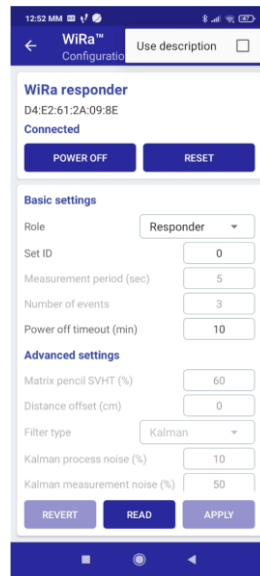 12:52 MM
WiRa™
Configuratio
Use description
WiRa responder
D4:E2:61:2A:09:8E
Connected
POWER OFF RESET
Basic settings
Role Responder
Set ID 0
Measurement period (sec) 5
Number of events 3
Power off timeout (min) 10
Advanced settings
Matrix pencil SVHT (%) 60
Distance offset (cm) 0
Filter type Kalman
Kalman process noise (%) 10
Kalman measurement noise (%) 50
REVERT READ APPLY